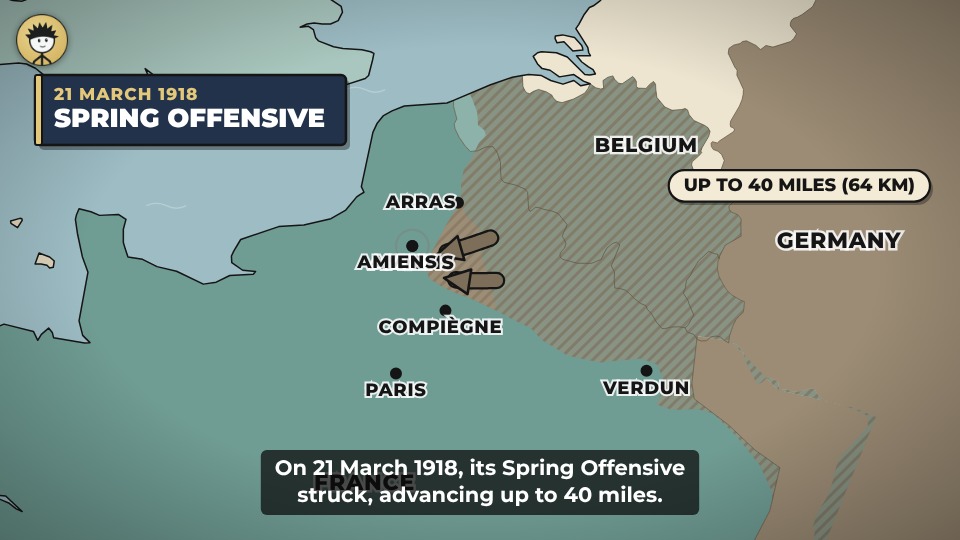 21 MARCH 1918
SPRING OFFENSIVE
BELGIUM
UP TO 40 MILES (64 KM)
ARRAS
GERMANY
AMIENS
COMPIÈGNE
PARIS
VERDUN
FRANCE
On 21 March 1918, its Spring Offensive
struck, advancing up to 40 miles.